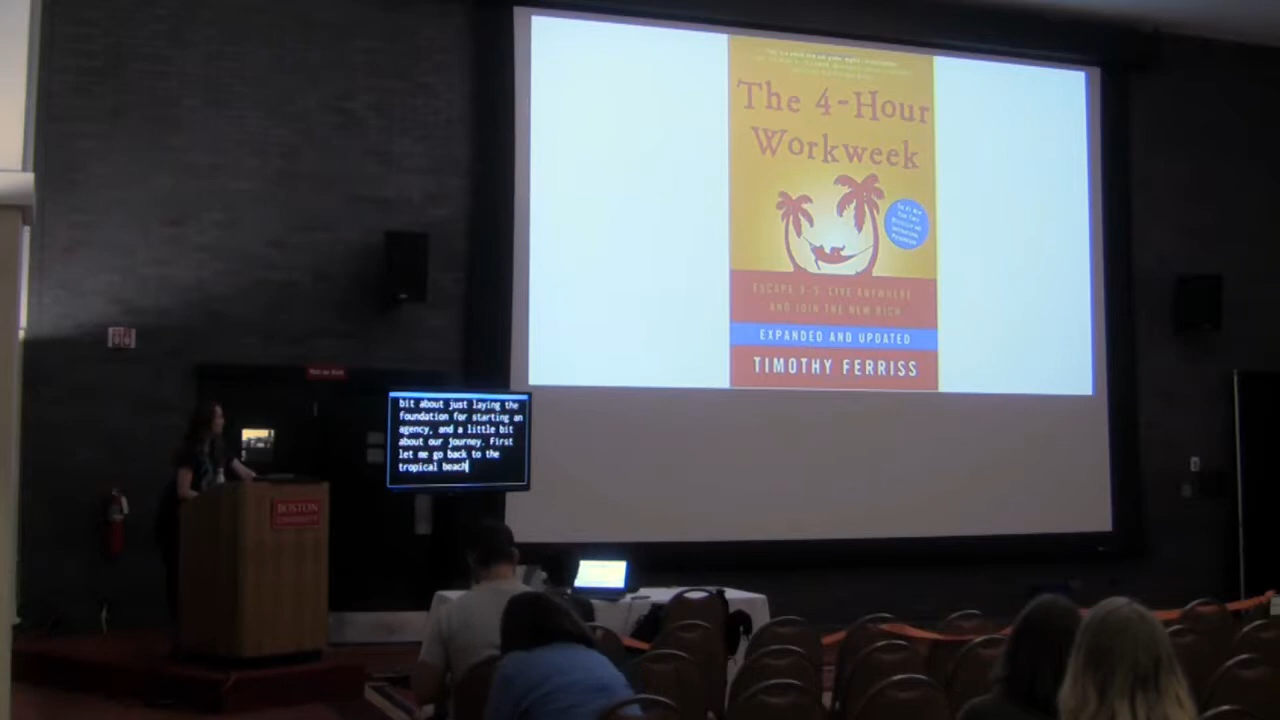 The 4-Hour
Workweek
ESCAPE 9-5, LIVE ANYWHERE
AND JOIN THE NEW RICH
EXPANDED AND UPDATED
TIMOTHY FERRISS
bit about just laying the
foundation for starting an
agency, and a little bit
about our journey. First
let me go back to the
tropical beach
BOSTON
UNIVERSITY